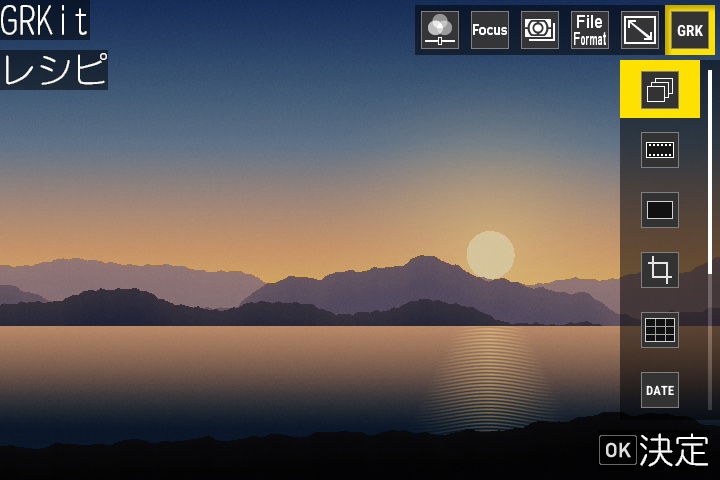 GRKit
レシピ
Focus
File
Format
GRK
DATE
OK 決定